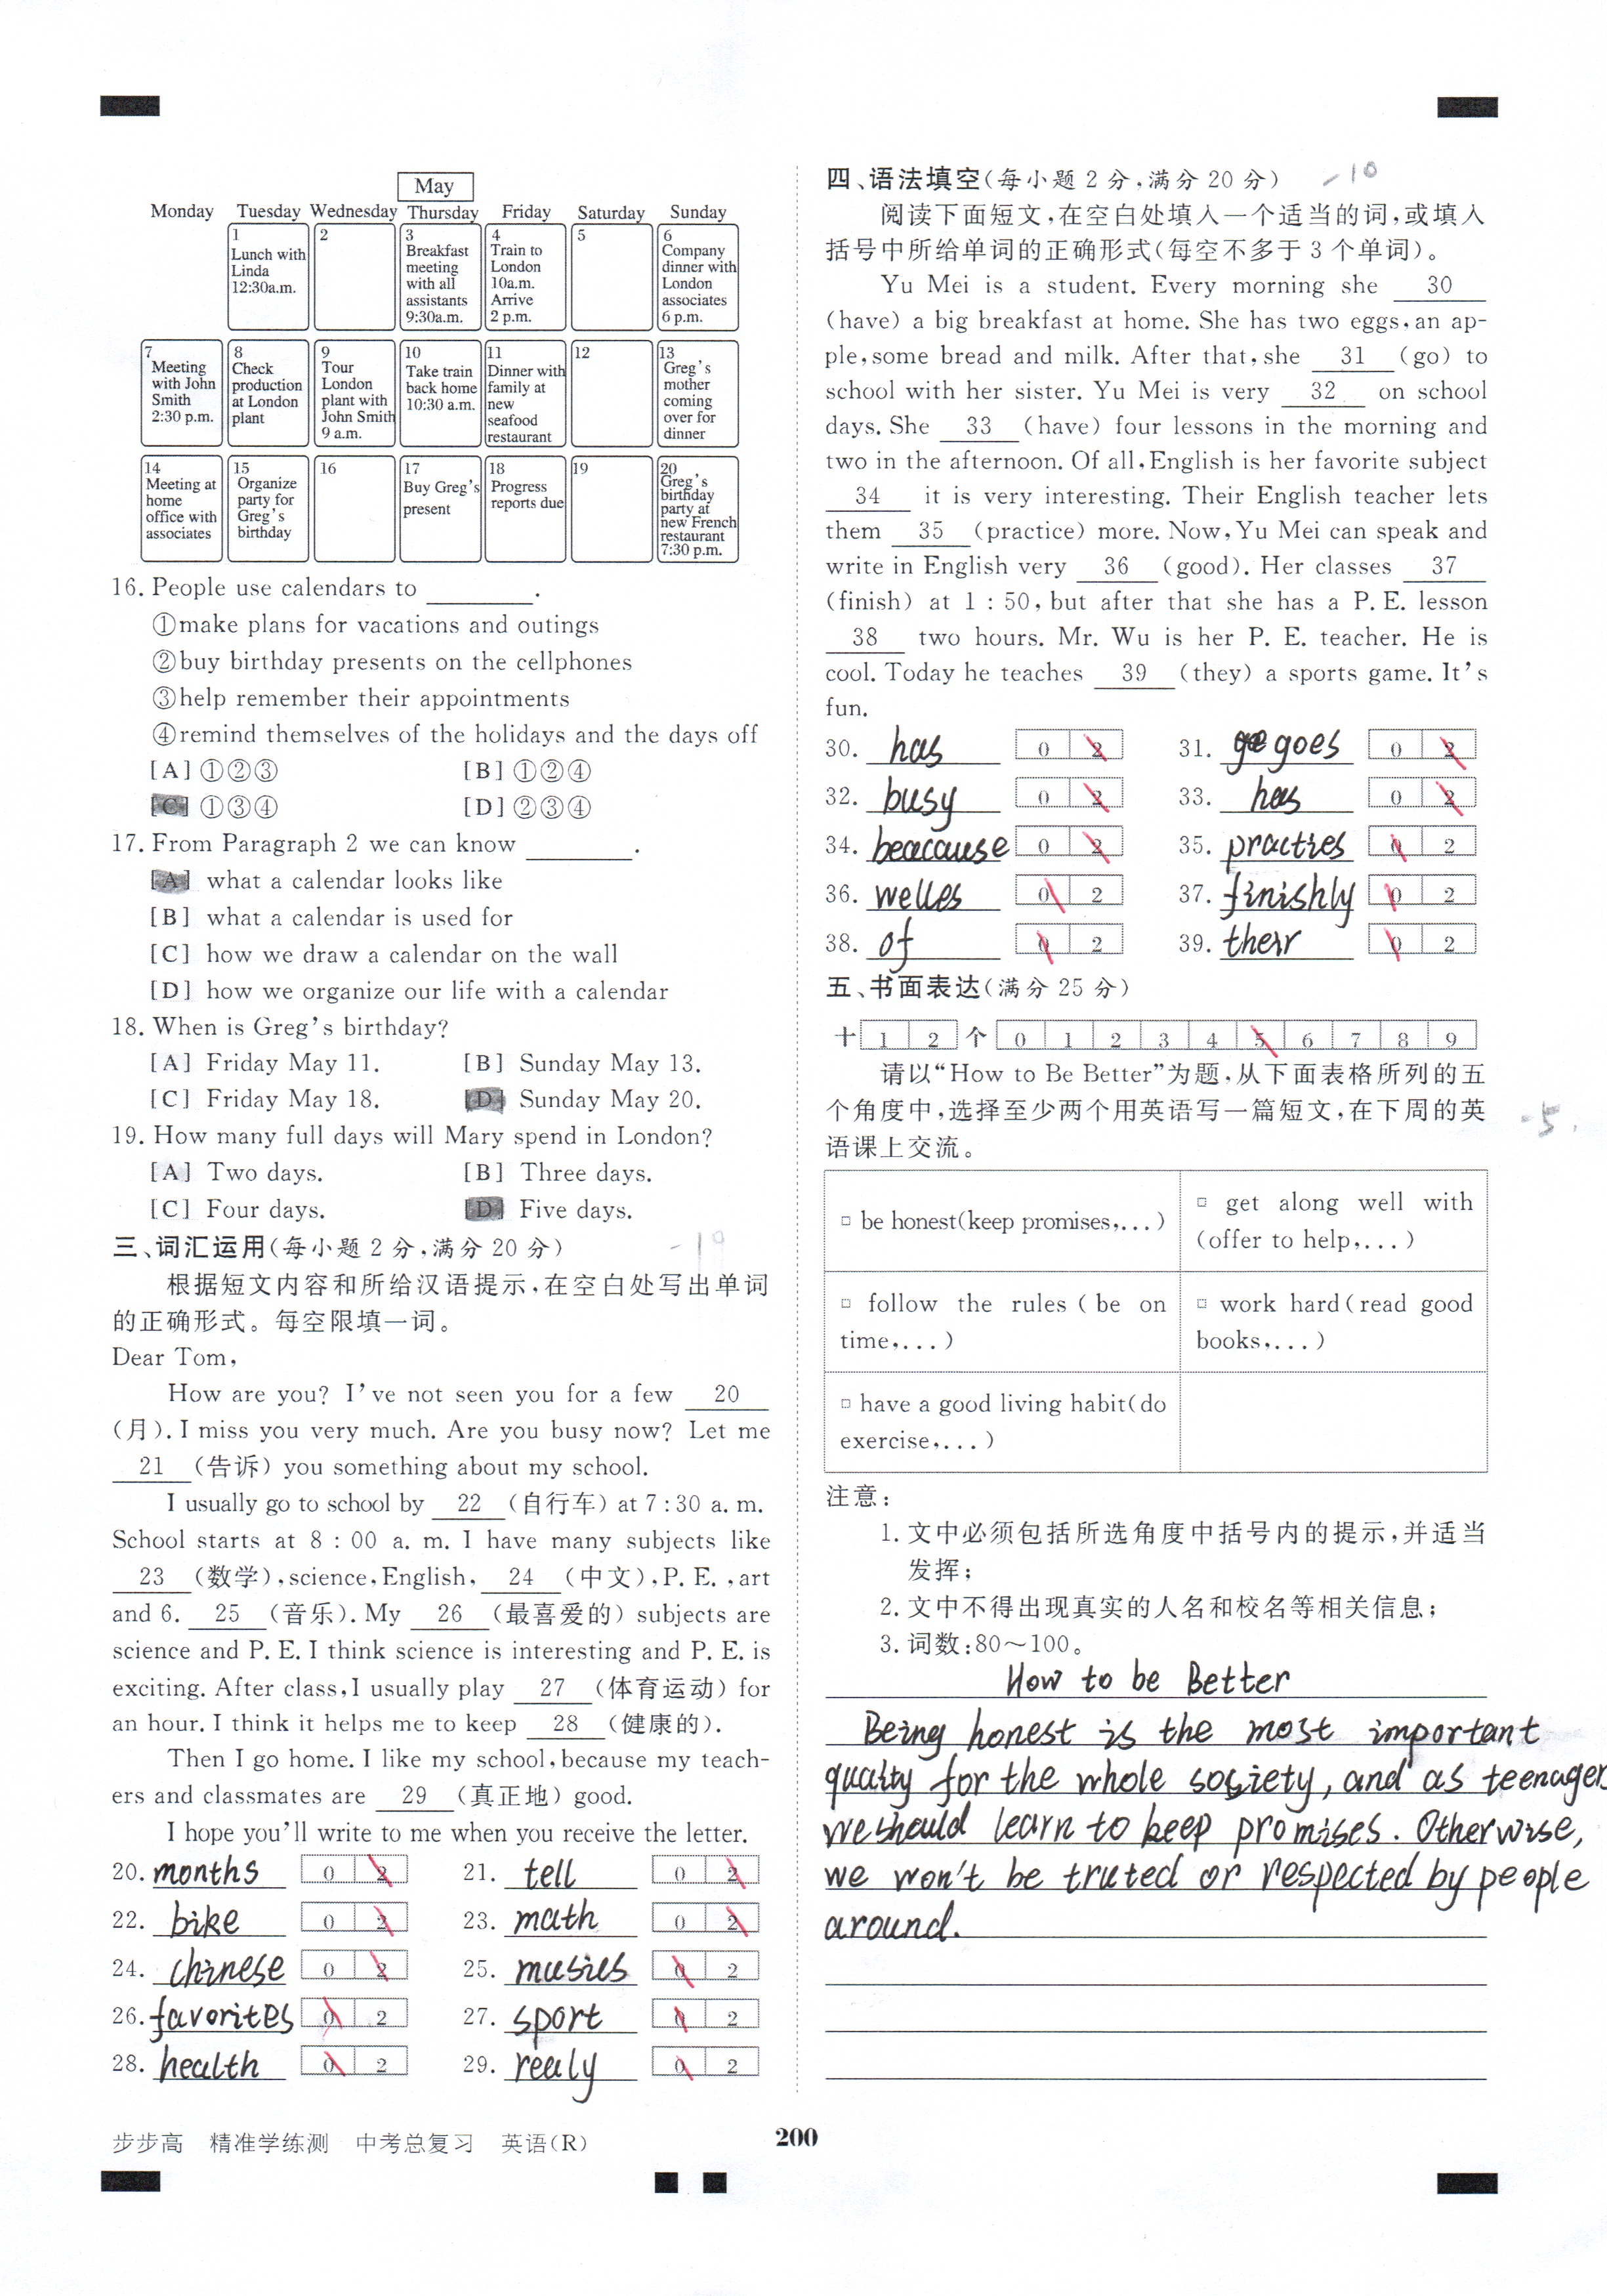 May
Monday Tuesday Wednesday Thursday Friday Saturday Sunday
1
Lunch with
Linda
12:30a.m.
2
3
Breakfast
meeting
with all
assistants
9:30a.m.
4
Train to
London
10a.m.
Arrive
2 p.m.
5
6
Company
dinner with
London
associates
6 p.m.
7
Meeting
with John
Smith
2:30 p.m.
8
Check
production
at London
plant
9
Tour
London
plant with
John Smith
9 a.m.
10
Take train
back home
10:30 a.m.
11
Dinner with
family at
new
seafood
restaurant
12
13
Greg's
mother
coming
over for
dinner
14
Meeting at
home
office with
associates
15
Organize
party for
Greg's
birthday
16
17
Buy Greg's
present
18
Progress
reports due
19
20
Greg's
birthday
party at
new French
restaurant
7:30 p.m.
16. People use calendars to ________.
①make plans for vacations and outings
②buy birthday presents on the cellphones
③help remember their appointments
④remind themselves of the holidays and the days off
[A] ①②③ [B] ①②④
[C] ①③④ [D] ②③④
17. From Paragraph 2 we can know ________.
[A] what a calendar looks like
[B] what a calendar is used for
[C] how we draw a calendar on the wall
[D] how we organize our life with a calendar
18. When is Greg's birthday?
[A] Friday May 11. [B] Sunday May 13.
[C] Friday May 18. [D] Sunday May 20.
19. How many full days will Mary spend in London?
[A] Two days. [B] Three days.
[C] Four days. [D] Five days.
三、词汇运用(每小题 2 分,满分 20 分)
根据短文内容和所给汉语提示,在空白处写出单词
的正确形式。每空限填一词。
Dear Tom,
How are you? I've not seen you for a few 20
(月). I miss you very much. Are you busy now? Let me
21 (告诉) you something about my school.
I usually go to school by 22 (自行车) at 7:30 a. m.
School starts at 8 : 00 a. m. I have many subjects like
23 (数学),science,English, 24 (中文),P. E. ,art
and 6. 25 (音乐). My 26 (最喜爱的) subjects are
science and P. E. I think science is interesting and P. E. is
exciting. After class,I usually play 27 (体育运动) for
an hour. I think it helps me to keep 28 (健康的).
Then I go home. I like my school,because my teach-
ers and classmates are 29 (真正地) good.
I hope you'll write to me when you receive the letter.
20. months 0 2 21. tell 0 2
22. bike 0 2 23. math 0 2
24. chinese 0 2 25. musics 0 2
26. favorites 0 2 27. sport 0 2
28. health 0 2 29. realy 0 2
步步高 精准学练测 中考总复习 英语(R)
200
四、语法填空(每小题 2 分,满分 20 分) -10
阅读下面短文,在空白处填入一个适当的词,或填入
括号中所给单词的正确形式(每空不多于 3 个单词)。
Yu Mei is a student. Every morning she 30
(have) a big breakfast at home. She has two eggs,an ap-
ple,some bread and milk. After that,she 31 (go) to
school with her sister. Yu Mei is very 32 on school
days. She 33 (have) four lessons in the morning and
two in the afternoon. Of all,English is her favorite subject
34 it is very interesting. Their English teacher lets
them 35 (practice) more. Now,Yu Mei can speak and
write in English very 36 (good). Her classes 37
(finish) at 1 : 50,but after that she has a P. E. lesson
38 two hours. Mr. Wu is her P. E. teacher. He is
cool. Today he teaches 39 (they) a sports game. It's
fun.
30. has 0 2 31. goes 0 2
32. busy 0 2 33. has 0 2
34. beacause 0 2 35. practies 0 2
36. welles 0 2 37. finishly 0 2
38. of 0 2 39. their 0 2
五、书面表达(满分 25 分)
十 1 2 个 0 1 2 3 4 5 6 7 8 9
请以“How to Be Better”为题,从下面表格所列的五
个角度中,选择至少两个用英语写一篇短文,在下周的英
语课上交流。
-5
□ be honest(keep promises,...)
□ get along well with
(offer to help,...)
□ follow the rules ( be on
time,...)
□ work hard(read good
books,...)
□ have a good living habit(do
exercise,...)
注意:
1. 文中必须包括所选角度中括号内的提示,并适当
发挥;
2. 文中不得出现真实的人名和校名等相关信息;
3. 词数:80～100。
How to be Better
Being honest is the most important
quality for the whole society, and as teenagers
we should learn to keep promises. Otherwise,
we won't be truted or respected by people
around.